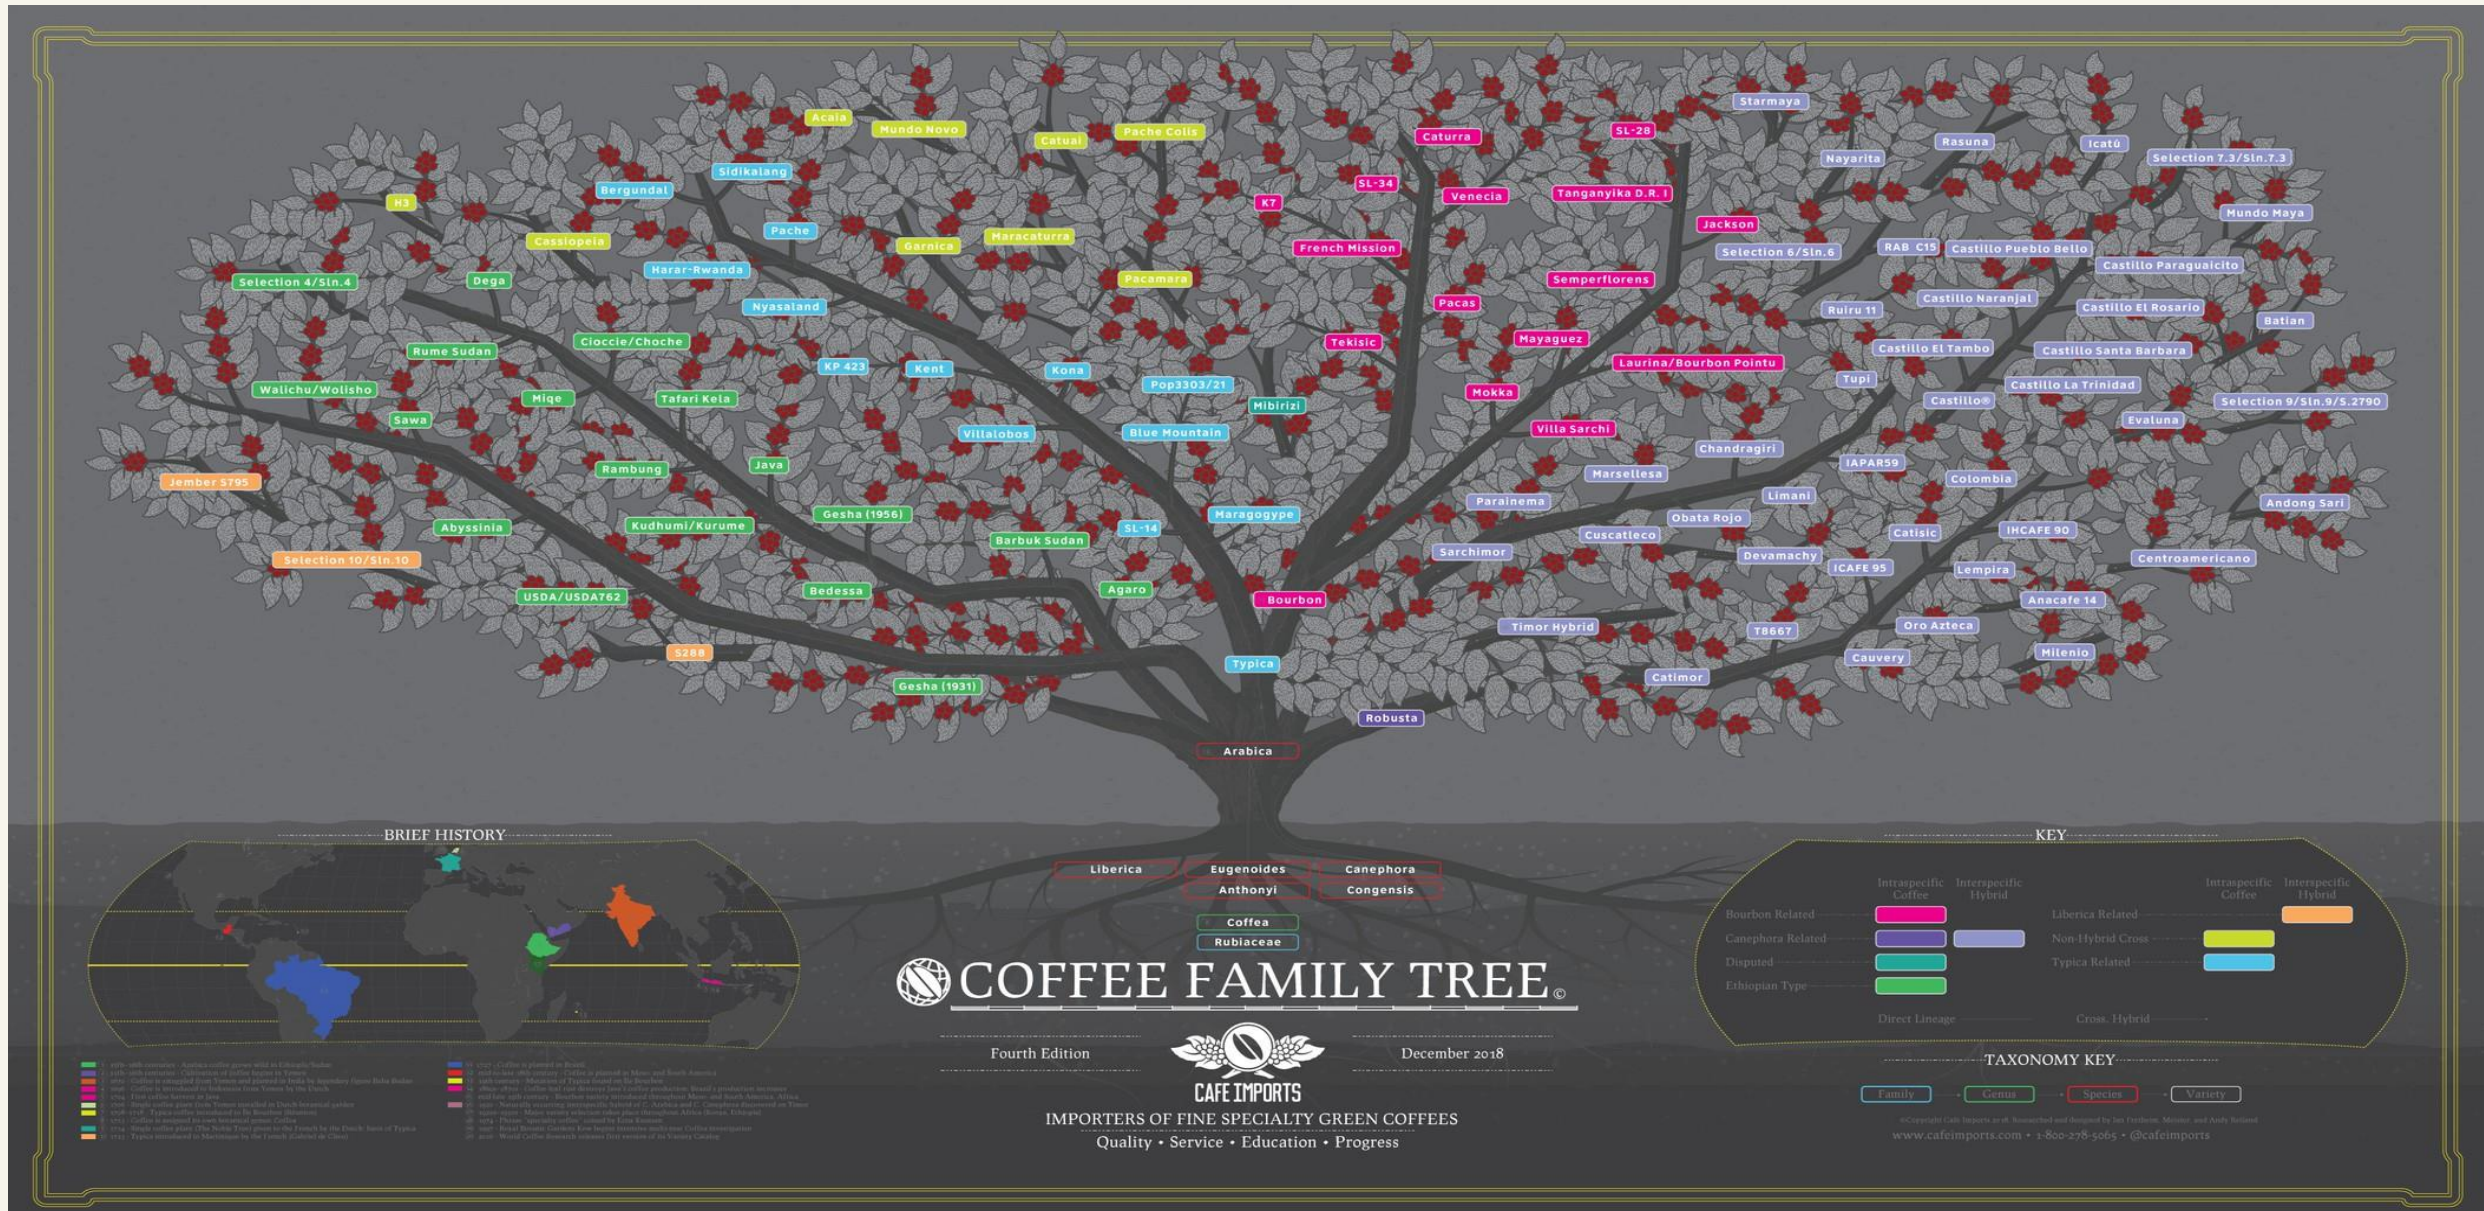 Starmaya
Acaia
Mundo Novo
Catuai
Pache Colis
Caturra
SL-28
Nayarita
Rasuna
Icatú
Selection 7.3/Sln.7.3
Sidikalang
Bergundal
SL-34
Venecia
Tanganyika D.R. I
H3
K7
Mundo Maya
Jackson
Pache
Cassiopeia
Garnica
Maracaturra
French Mission
Selection 6/Sln.6
RAB C15
Castillo Pueblo Bello
Castillo Paraguaicito
Harar-Rwanda
Selection 4/Sln.4
Dega
Pacamara
Semperflorens
Nyasaland
Pacas
Castillo Naranjal
Ruiru 11
Castillo El Rosario
Batian
Cioccie/Choche
Tekisic
Mayaguez
Rume Sudan
Castillo El Tambo
Castillo Santa Barbara
KP 423
Kent
Kona
Laurina/Bourbon Pointu
Pop3303/21
Tupi
Castillo La Trinidad
Walichu/Wolisho
Miqe
Tafari Kela
Mokka
Mibirizi
Castillo®
Selection 9/Sln.9/S.2790
Sawa
Evaluna
Villalobos
Blue Mountain
Villa Sarchi
Chandragiri
Rambung
Java
Marsellesa
IAPAR59
Colombia
Jember S795
Limani
Parainema
Andong Sari
Gesha (1956)
Maragogype
Obata Rojo
Abyssinia
Kudhumi/Kurume
SL-14
Cuscatleco
Catisic
IHCAFE 90
Barbuk Sudan
Sarchimor
Devamachy
Selection 10/Sln.10
ICAFE 95
Lempira
Centroamericano
Bedessa
Agaro
USDA/USDA762
Bourbon
Anacafe 14
Timor Hybrid
T8667
Oro Azteca
S288
Typica
Cauvery
Milenio
Gesha (1931)
Catimor
Robusta
Arabica
Liberica
Eugenoides
Canephora
Anthonyi
Congensis
Coffea
Rubiaceae
COFFEE FAMILY TREE©
Fourth Edition
December 2018
CAFE IMPORTS
IMPORTERS OF FINE SPECIALTY GREEN COFFEES
Quality • Service • Education • Progress
BRIEF HISTORY
KEY
Intraspecific Coffee
Interspecific Hybrid
Intraspecific Coffee
Interspecific Hybrid
Bourbon Related
Liberica Related
Canephora Related
Non-Hybrid Cross
Disputed
Typica Related
Ethiopian Type
Direct Lineage
Cross, Hybrid
TAXONOMY KEY
Family
Genus
Species
Variety
www.cafeimports.com • 1-800-278-5065 • @cafeimports